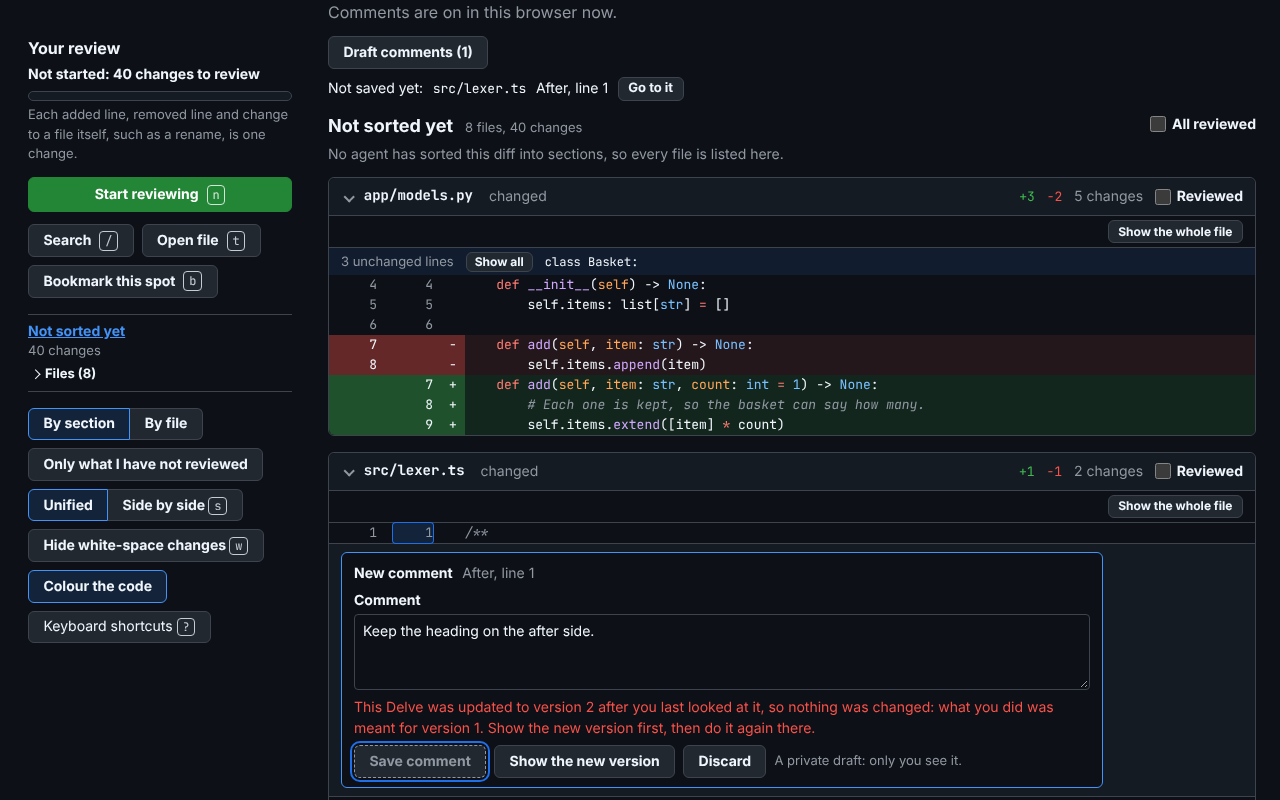 Comments are on in this browser now.
Draft comments (1)
Not saved yet: src/lexer.ts After, line 1 Go to it
Your review
Not started: 40 changes to review
Each added line, removed line and change
to a file itself, such as a rename, is one
change.
Start reviewing n
Search / Open file t
Bookmark this spot b
Not sorted yet
40 changes
Files (8)
By section By file
Only what I have not reviewed
Unified Side by side s
Hide white-space changes w
Colour the code
Keyboard shortcuts ?
Not sorted yet 8 files, 40 changes All reviewed
No agent has sorted this diff into sections, so every file is listed here.
app/models.py changed +3 -2 5 changes Reviewed
Show the whole file
3 unchanged lines Show all class Basket:
4 4 def __init__(self) -> None:
5 5 self.items: list[str] = []
6 6
7 - def add(self, item: str) -> None:
8 - self.items.append(item)
7 + def add(self, item: str, count: int = 1) -> None:
8 + # Each one is kept, so the basket can say how many.
9 + self.items.extend([item] * count)
src/lexer.ts changed +1 -1 2 changes Reviewed
Show the whole file
1 1 /**
New comment After, line 1
Comment
Keep the heading on the after side.
This Delve was updated to version 2 after you last looked at it, so nothing was changed: what you did was
meant for version 1. Show the new version first, then do it again there.
Save comment Show the new version Discard A private draft: only you see it.